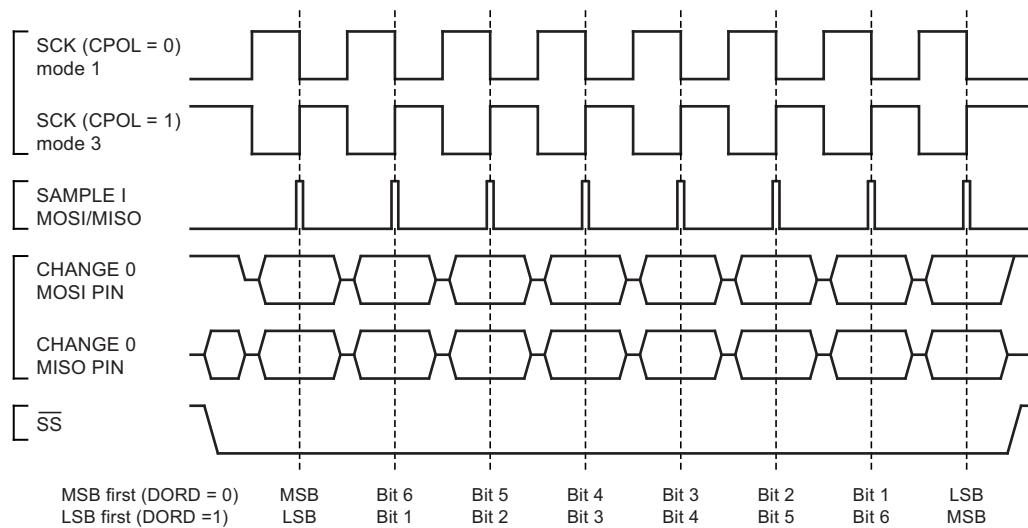 SCK (CPOL = 0)
mode 1
SCK (CPOL = 1)
mode 3
SAMPLE I
MOSI/MISO
CHANGE 0
MOSI PIN
CHANGE 0
MISO PIN
SS
MSB first (DORD = 0) MSB Bit 6 Bit 5 Bit 4 Bit 3 Bit 2 Bit 1 LSB
LSB first (DORD =1) LSB Bit 1 Bit 2 Bit 3 Bit 4 Bit 5 Bit 6 MSB